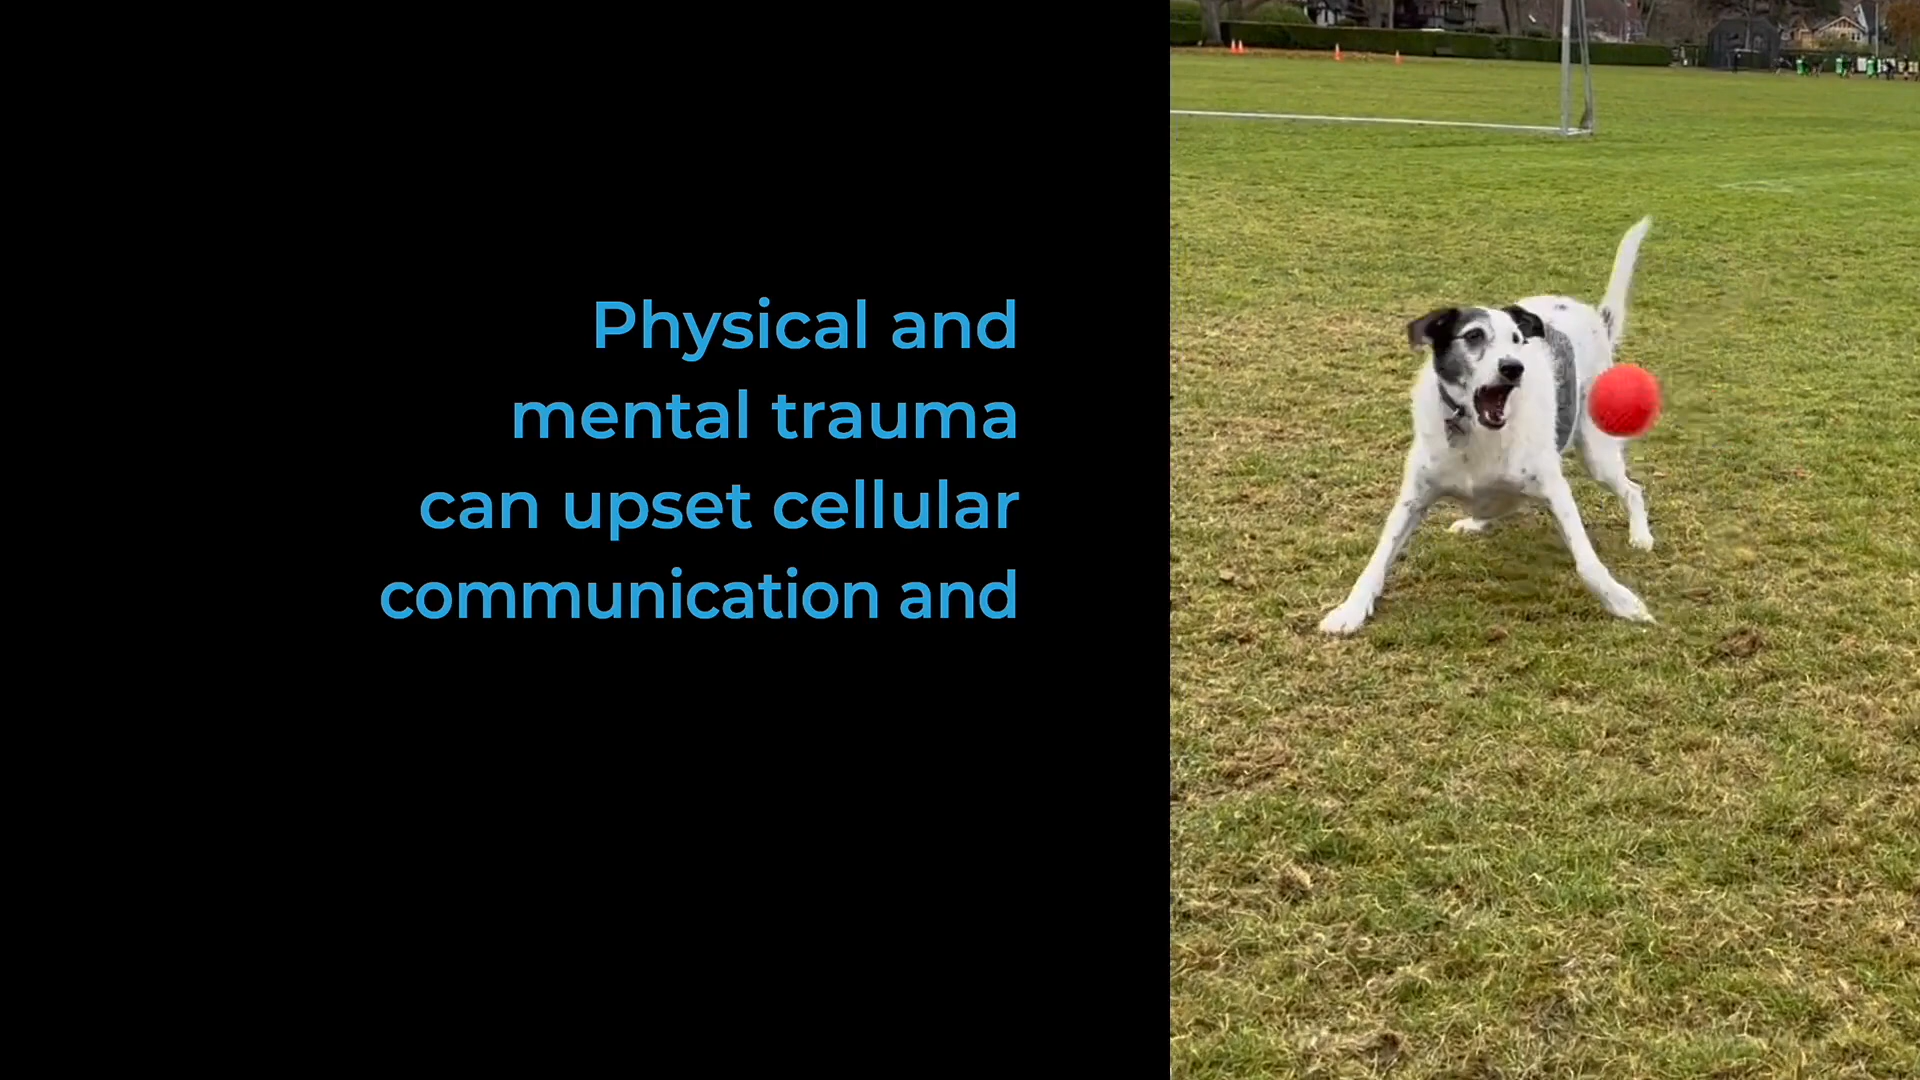 Physical and
mental trauma
can upset cellular
communication and